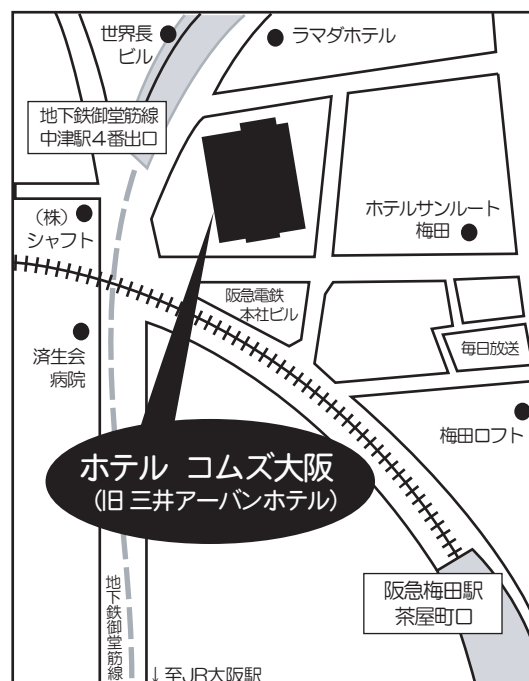 世界長
ビル
ラマダホテル
地下鉄御堂筋線
中津駅4番出口
(株)
シャフト
ホテルサンルート
梅田
阪急電鉄
本社ビル
毎日放送
済生会
病院
梅田ロフト
ホテル コムズ大阪
(旧 三井アーバンホテル)
阪急梅田駅
茶屋町口
地下鉄御堂筋線
↓至JR大阪駅